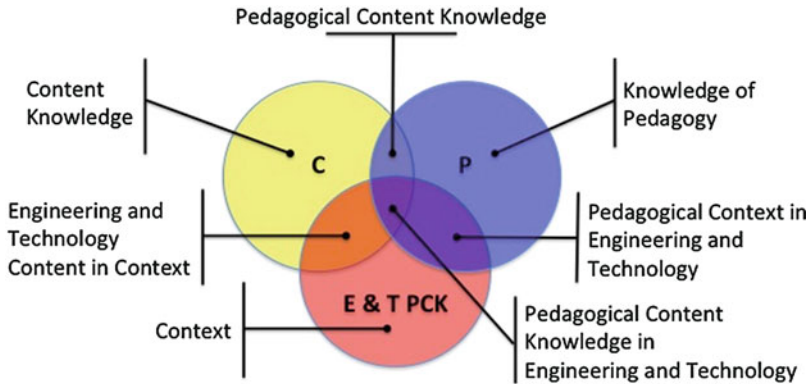 Pedagogical Content Knowledge
Content
Knowledge
Knowledge of
Pedagogy
C
P
Engineering and
Technology
Content in Context
Pedagogical Context in
Engineering and
Technology
E & T PCK
Context
Pedagogical Content
Knowledge in
Engineering and Technology